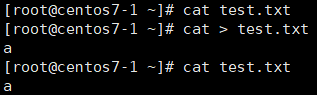 [root@centos7-1 ~]# cat test.txt
[root@centos7-1 ~]# cat > test.txt
a
[root@centos7-1 ~]# cat test.txt
a